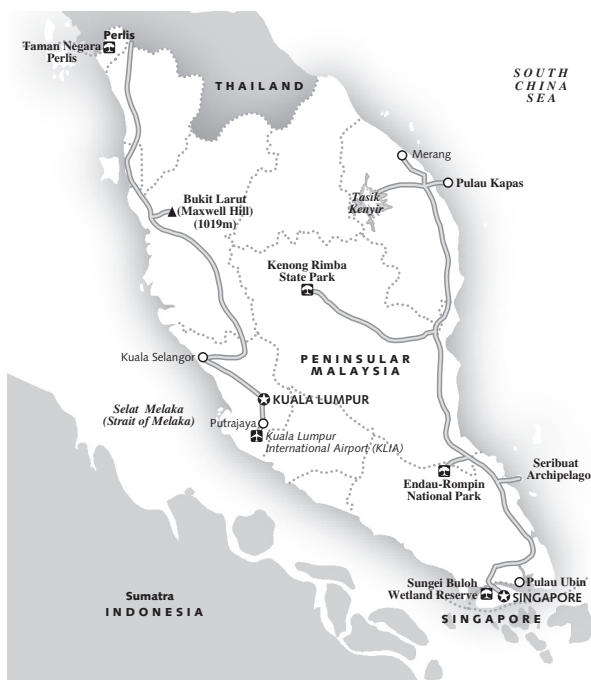 Perlis
Taman Negara
Perlis
THAILAND
SOUTH
CHINA
SEA
Merang
Pulau Kapas
Tasik
Kenyir
Bukit Larut
(Maxwell Hill)
(1019m)
Kenong Rimba
State Park
Kuala Selangor
PENINSULAR
MALAYSIA
KUALA LUMPUR
Selat Melaka
(Strait of Melaka)
Putrajaya
Kuala Lumpur
International Airport (KLIA)
Seribuat
Archipelago
Endau-Rompin
National Park
Sungei Buloh
Wetland Reserve
Pulau Ubin
SINGAPORE
SINGAPORE
Sumatra
INDONESIA